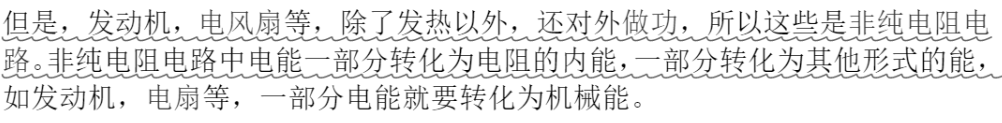 但是，发动机，电风扇等，除了发热以外，还对外做功，所以这些是非纯电阻电
路。非纯电阻电路中电能一部分转化为电阻的内能，一部分转化为其他形式的能，
如发动机，电扇等，一部分电能就要转化为机械能。